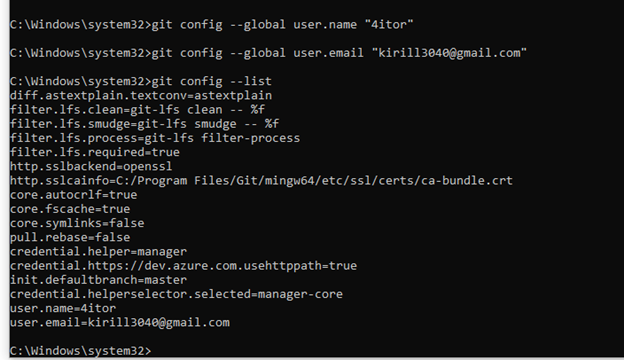 C:\Windows\system32>git config --global user.name "4itor"
C:\Windows\system32>git config --global user.email "kirill3040@gmail.com"
C:\Windows\system32>git config --list
diff.astextplain.textconv=astextplain
filter.lfs.clean=git-lfs clean -- %f
filter.lfs.smudge=git-lfs smudge -- %f
filter.lfs.process=git-lfs filter-process
filter.lfs.required=true
http.sslbackend=openssl
http.sslcainfo=C:/Program Files/Git/mingw64/etc/ssl/certs/ca-bundle.crt
core.autocrlf=true
core.fscache=true
core.symlinks=false
pull.rebase=false
credential.helper=manager
credential.https://dev.azure.com.usehttppath=true
init.defaultbranch=master
credential.helperselector.selected=manager-core
user.name=4itor
user.email=kirill3040@gmail.com
C:\Windows\system32>